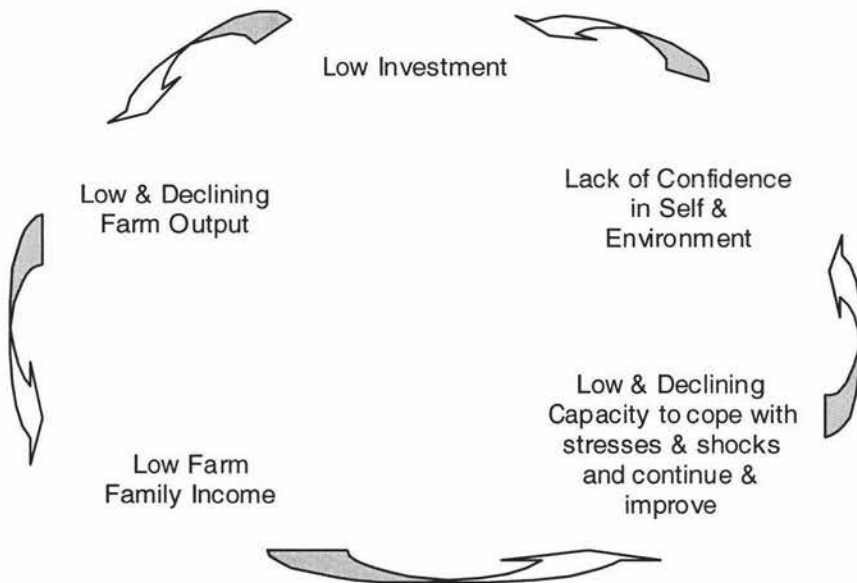 Low Investment
Low & Declining
Farm Output
Lack of Confidence
in Self &
Environment
Low Farm
Family Income
Low & Declining
Capacity to cope with
stresses & shocks
and continue &
improve